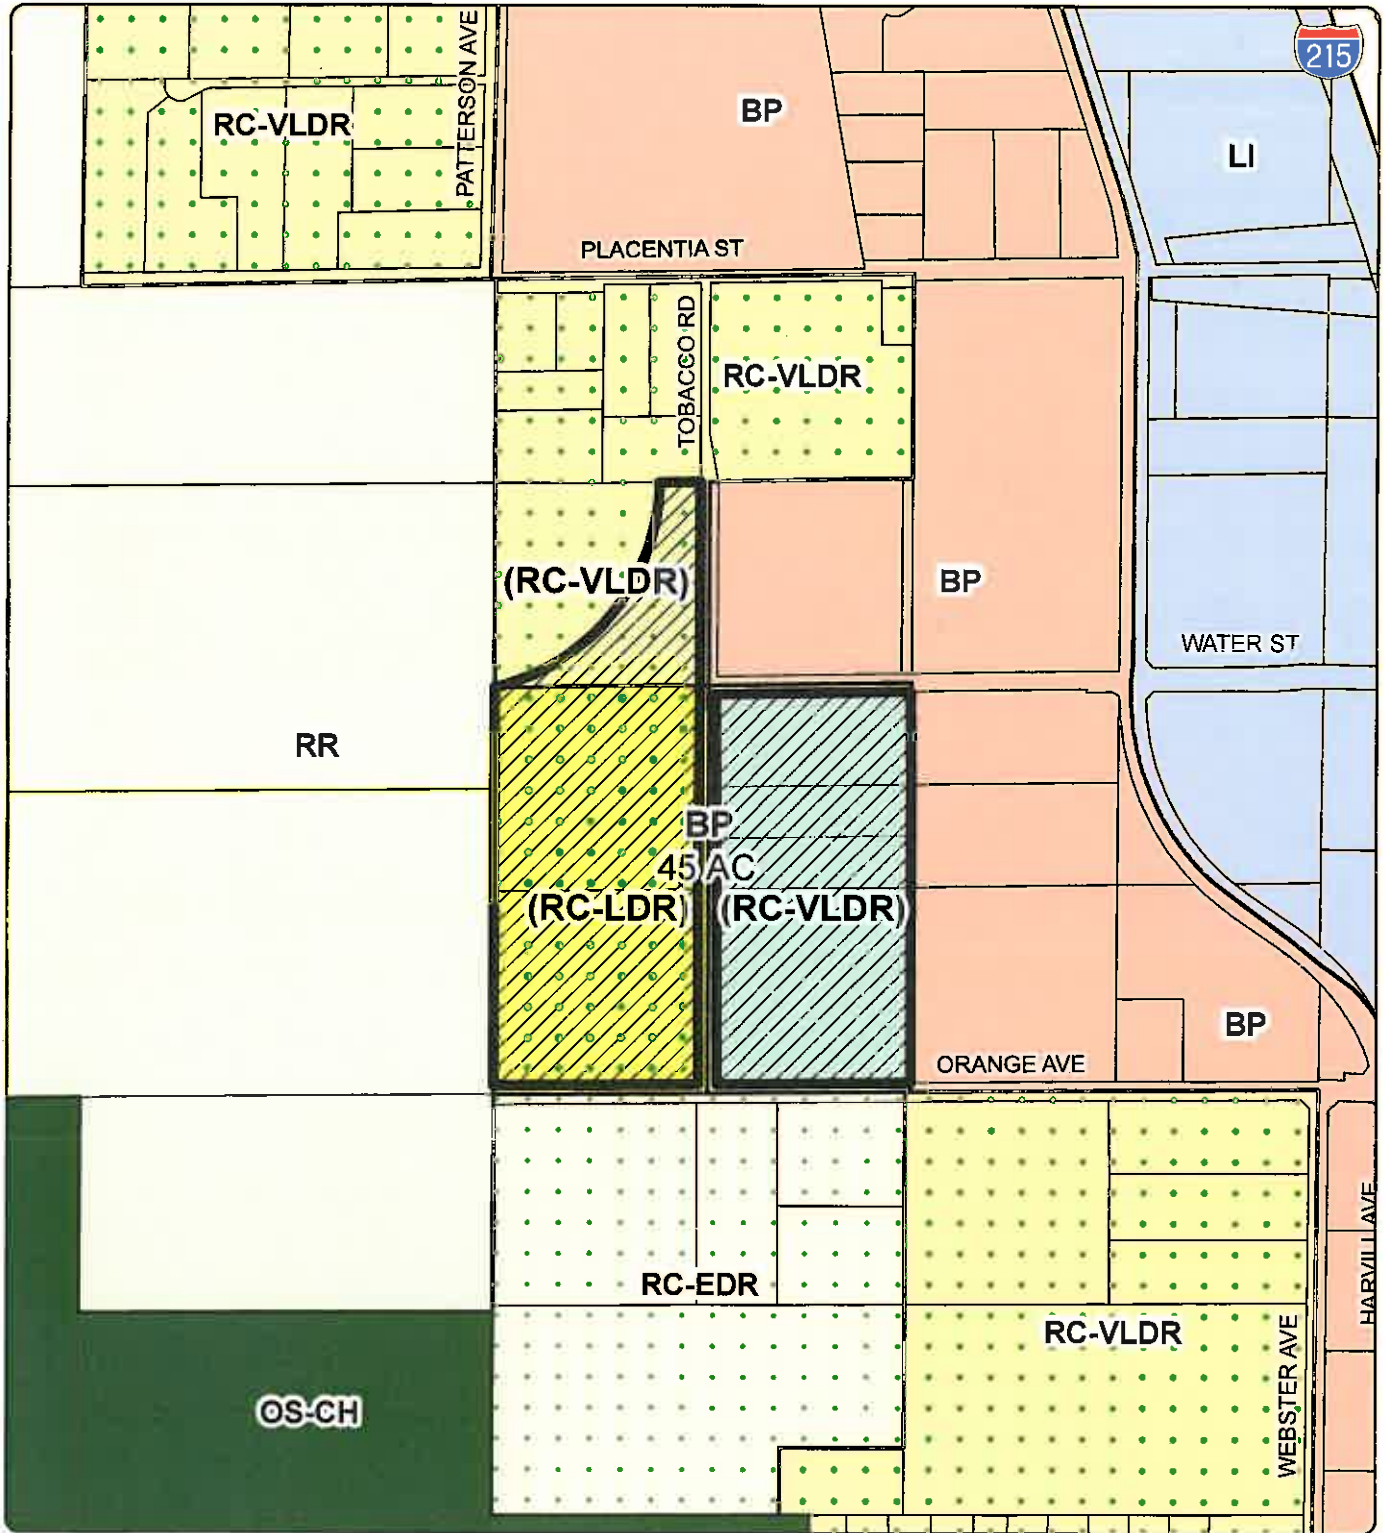 215
PATTERSON AVE
RC-VLDR
BP
LI
PLACENTIA ST
TOBACCO RD
RC-VLDR
(RC-VLDR)
BP
WATER ST
RR
BP
45 AC
(RC-LDR)
(RC-VLDR)
BP
ORANGE AVE
HARVILL AVE
RC-EDR
RC-VLDR
WEBSTER AVE
OS-CH